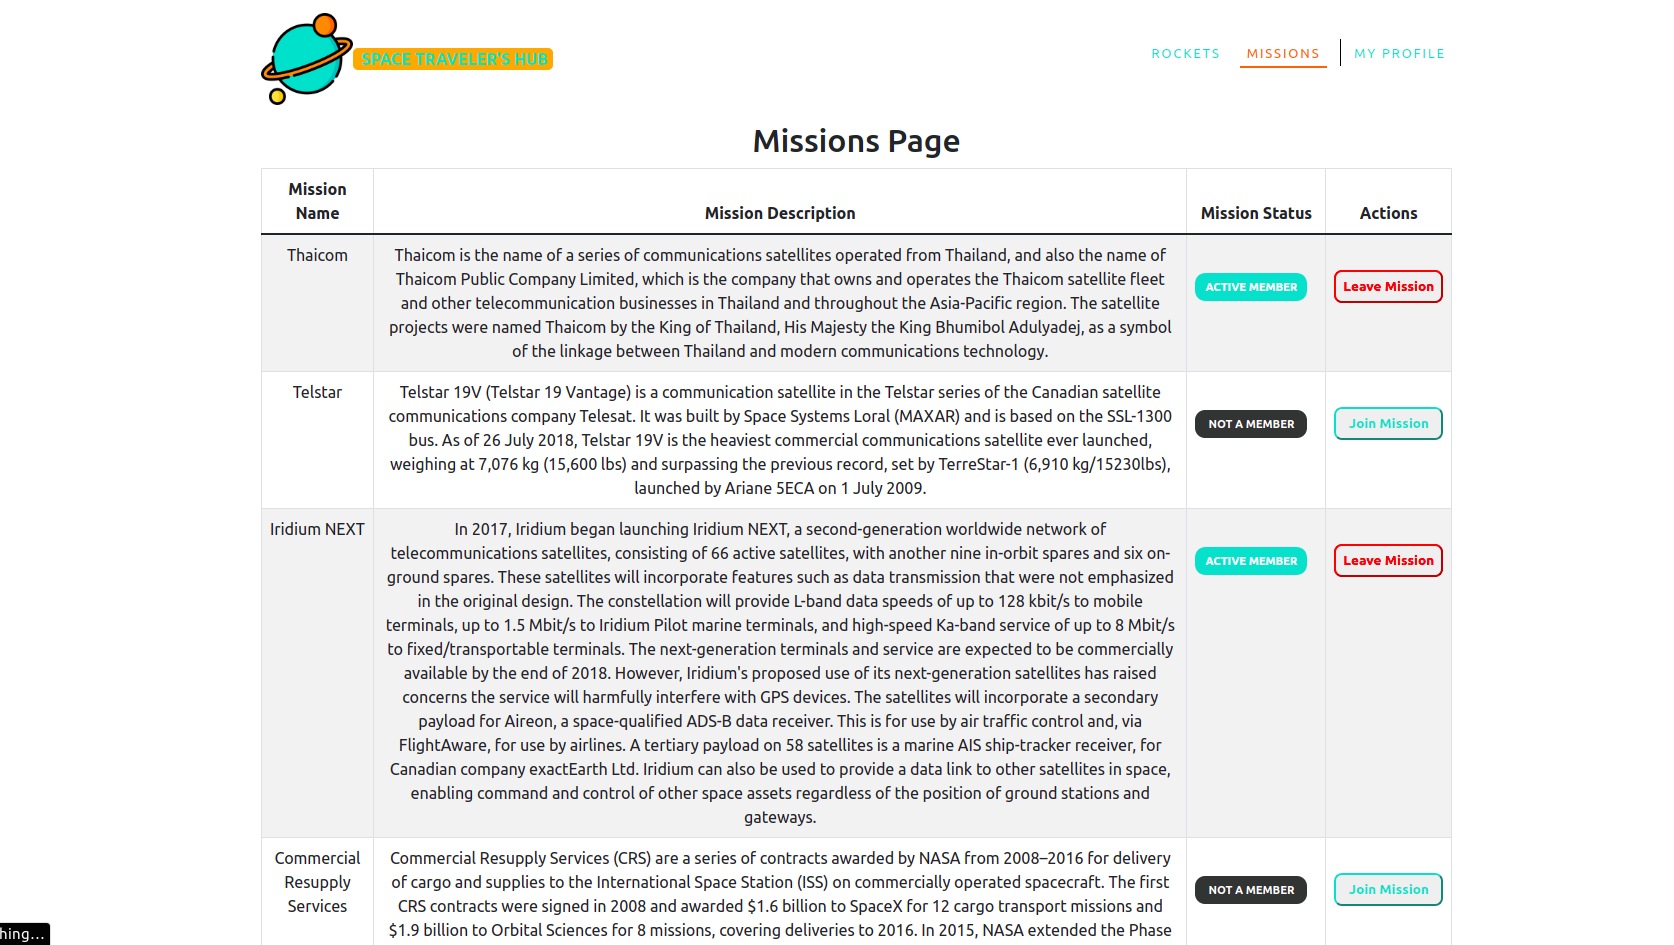 SPACE TRAVELER'S HUB
ROCKETS
MISSIONS
MY PROFILE
Missions Page
Mission Name
Mission Description
Mission Status
Actions
Thaicom
Thaicom is the name of a series of communications satellites operated from Thailand, and also the name of
Thaicom Public Company Limited, which is the company that owns and operates the Thaicom satellite fleet
and other telecommunication businesses in Thailand and throughout the Asia-Pacific region. The satellite
projects were named Thaicom by the King of Thailand, His Majesty the King Bhumibol Adulyadej, as a symbol
of the linkage between Thailand and modern communications technology.
ACTIVE MEMBER
Leave Mission
Telstar
Telstar 19V (Telstar 19 Vantage) is a communication satellite in the Telstar series of the Canadian satellite
communications company Telesat. It was built by Space Systems Loral (MAXAR) and is based on the SSL-1300
bus. As of 26 July 2018, Telstar 19V is the heaviest commercial communications satellite ever launched,
weighing at 7,076 kg (15,600 lbs) and surpassing the previous record, set by TerreStar-1 (6,910 kg/15230lbs),
launched by Ariane 5ECA on 1 July 2009.
NOT A MEMBER
Join Mission
Iridium NEXT
In 2017, Iridium began launching Iridium NEXT, a second-generation worldwide network of
telecommunications satellites, consisting of 66 active satellites, with another nine in-orbit spares and six on-
ground spares. These satellites will incorporate features such as data transmission that were not emphasized
in the original design. The constellation will provide L-band data speeds of up to 128 kbit/s to mobile
terminals, up to 1.5 Mbit/s to Iridium Pilot marine terminals, and high-speed Ka-band service of up to 8 Mbit/s
to fixed/transportable terminals. The next-generation terminals and service are expected to be commercially
available by the end of 2018. However, Iridium's proposed use of its next-generation satellites has raised
concerns the service will harmfully interfere with GPS devices. The satellites will incorporate a secondary
payload for Aireon, a space-qualified ADS-B data receiver. This is for use by air traffic control and, via
FlightAware, for use by airlines. A tertiary payload on 58 satellites is a marine AIS ship-tracker receiver, for
Canadian company exactEarth Ltd. Iridium can also be used to provide a data link to other satellites in space,
enabling command and control of other space assets regardless of the position of ground stations and
gateways.
ACTIVE MEMBER
Leave Mission
Commercial
Resupply
Services
Commercial Resupply Services (CRS) are a series of contracts awarded by NASA from 2008–2016 for delivery
of cargo and supplies to the International Space Station (ISS) on commercially operated spacecraft. The first
CRS contracts were signed in 2008 and awarded $1.6 billion to SpaceX for 12 cargo transport missions and
$1.9 billion to Orbital Sciences for 8 missions, covering deliveries to 2016. In 2015, NASA extended the Phase
NOT A MEMBER
Join Mission
hing...